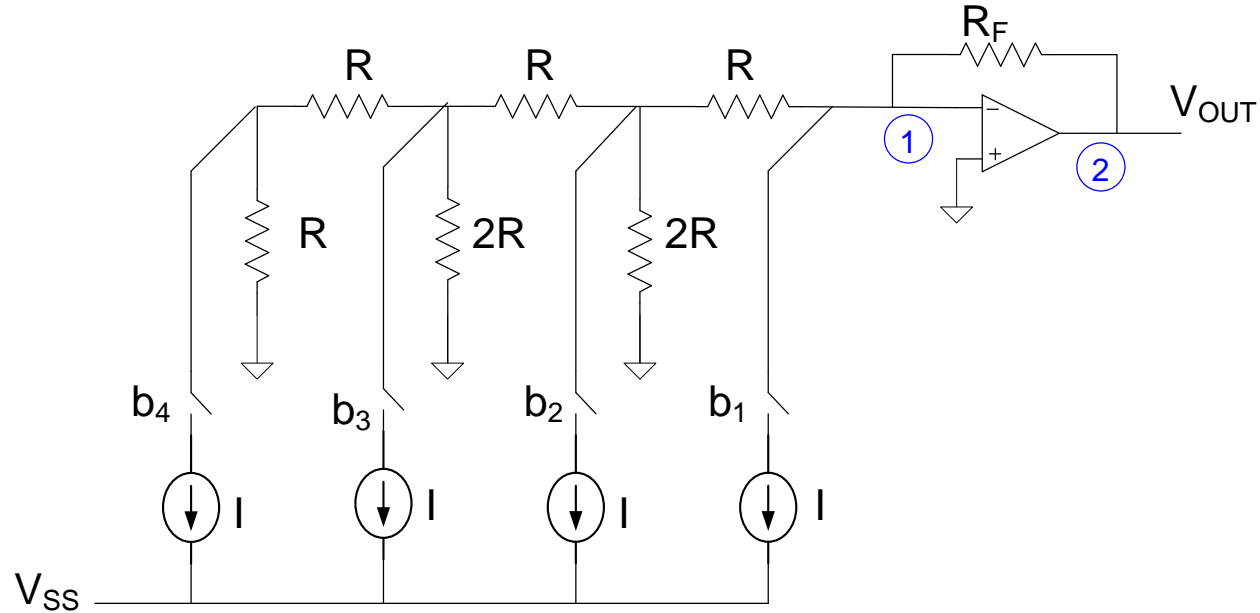 R R R R_F
V_OUT
1
2
R 2R 2R
b_4 b_3 b_2 b_1
I I I I
V_SS